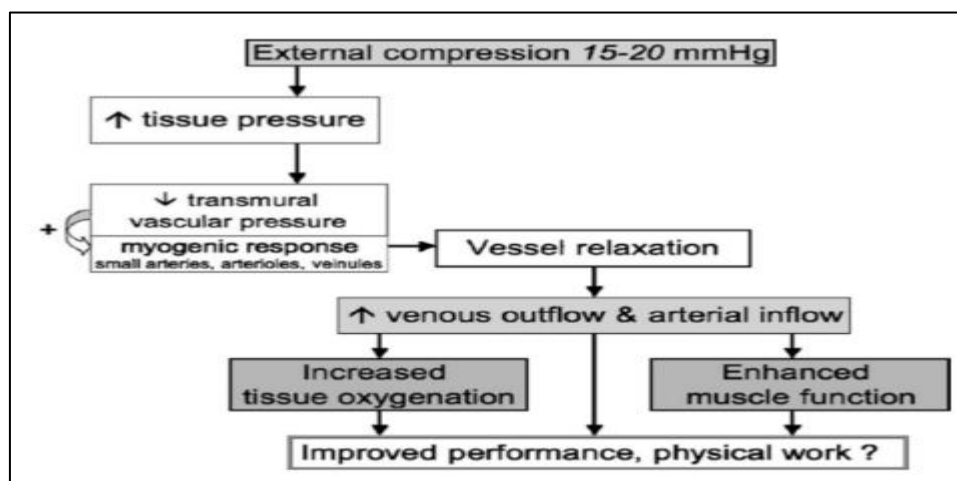 External compression 15-20 mmHg
↑ tissue pressure
↓ transmural
vascular pressure
+
myogenic response
small arteries, arterioles, veinules
Vessel relaxation
↑ venous outflow & arterial inflow
Increased
tissue oxygenation
Enhanced
muscle function
Improved performance, physical work ?